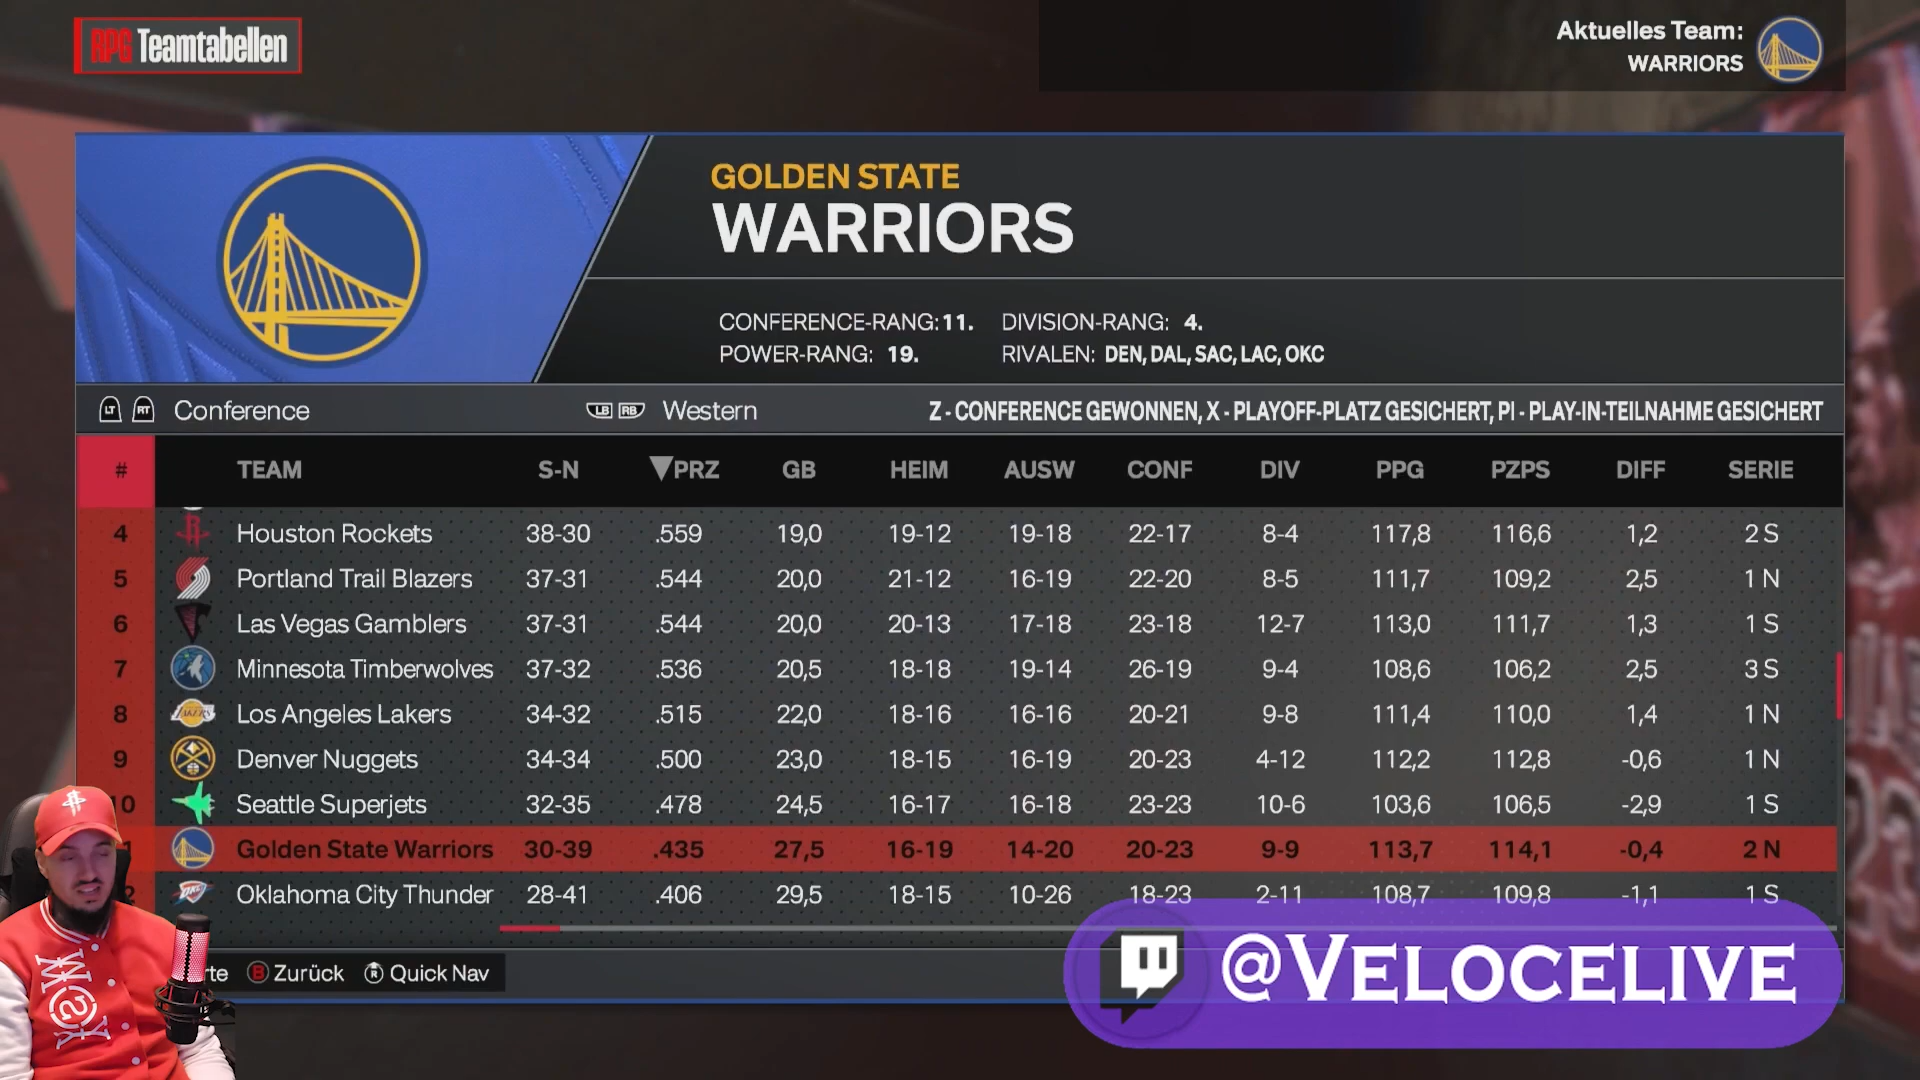 RPG Teamtabellen
Aktuelles Team:
WARRIORS
GOLDEN STATE
WARRIORS
CONFERENCE-RANG: 11. DIVISION-RANG: 4.
POWER-RANG: 19. RIVALEN: DEN, DAL, SAC, LAC, OKC
LT RT Conference LB RB Western Z - CONFERENCE GEWONNEN, X - PLAYOFF-PLATZ GESICHERT, PI - PLAY-IN-TEILNAHME GESICHERT
# TEAM S-N ▼PRZ GB HEIM AUSW CONF DIV PPG PZPS DIFF SERIE
4 Houston Rockets 38-30 .559 19,0 19-12 19-18 22-17 8-4 117,8 116,6 1,2 2 S
5 Portland Trail Blazers 37-31 .544 20,0 21-12 16-19 22-20 8-5 111,7 109,2 2,5 1 N
6 Las Vegas Gamblers 37-31 .544 20,0 20-13 17-18 23-18 12-7 113,0 111,7 1,3 1 S
7 Minnesota Timberwolves 37-32 .536 20,5 18-18 19-14 26-19 9-4 108,6 106,2 2,5 3 S
8 LAKERS Los Angeles Lakers 34-32 .515 22,0 18-16 16-16 20-21 9-8 111,4 110,0 1,4 1 N
9 Denver Nuggets 34-34 .500 23,0 18-15 16-19 20-23 4-12 112,2 112,8 -0,6 1 N
10 Seattle Superjets 32-35 .478 24,5 16-17 16-18 23-23 10-6 103,6 106,5 -2,9 1 S
1 Golden State Warriors 30-39 .435 27,5 16-19 14-20 20-23 9-9 113,7 114,1 -0,4 2 N
2 Oklahoma City Thunder 28-41 .406 29,5 18-15 10-26 18-23 2-11 108,7 109,8 -1,1 1 S
rte B Zurück R Quick Nav
@VELOCELIVE